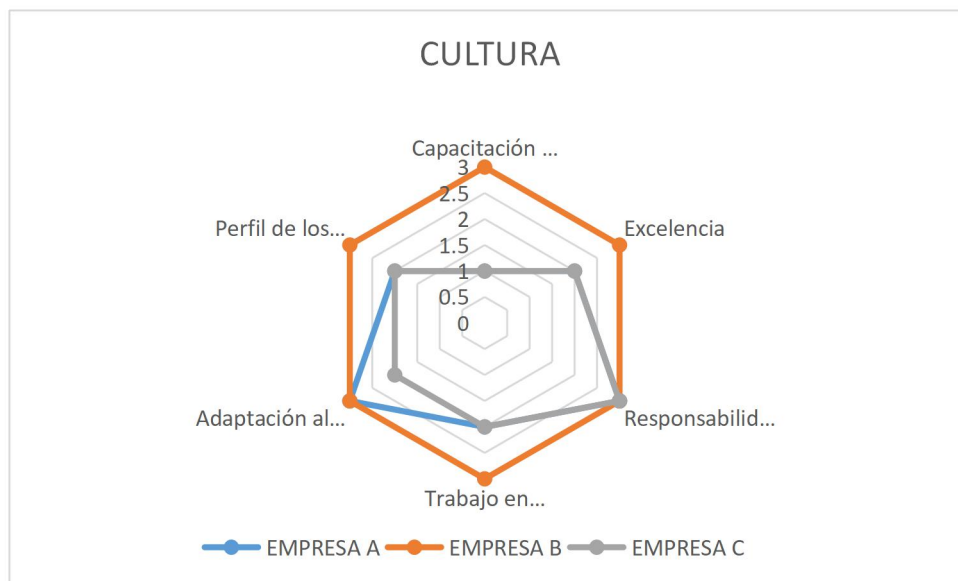 CULTURA
Capacitación ...
3
2.5
2
1.5
1
0.5
0
Perfil de los...
Excelencia
Adaptación al...
Responsabilid...
Trabajo en...
EMPRESA A EMPRESA B EMPRESA C